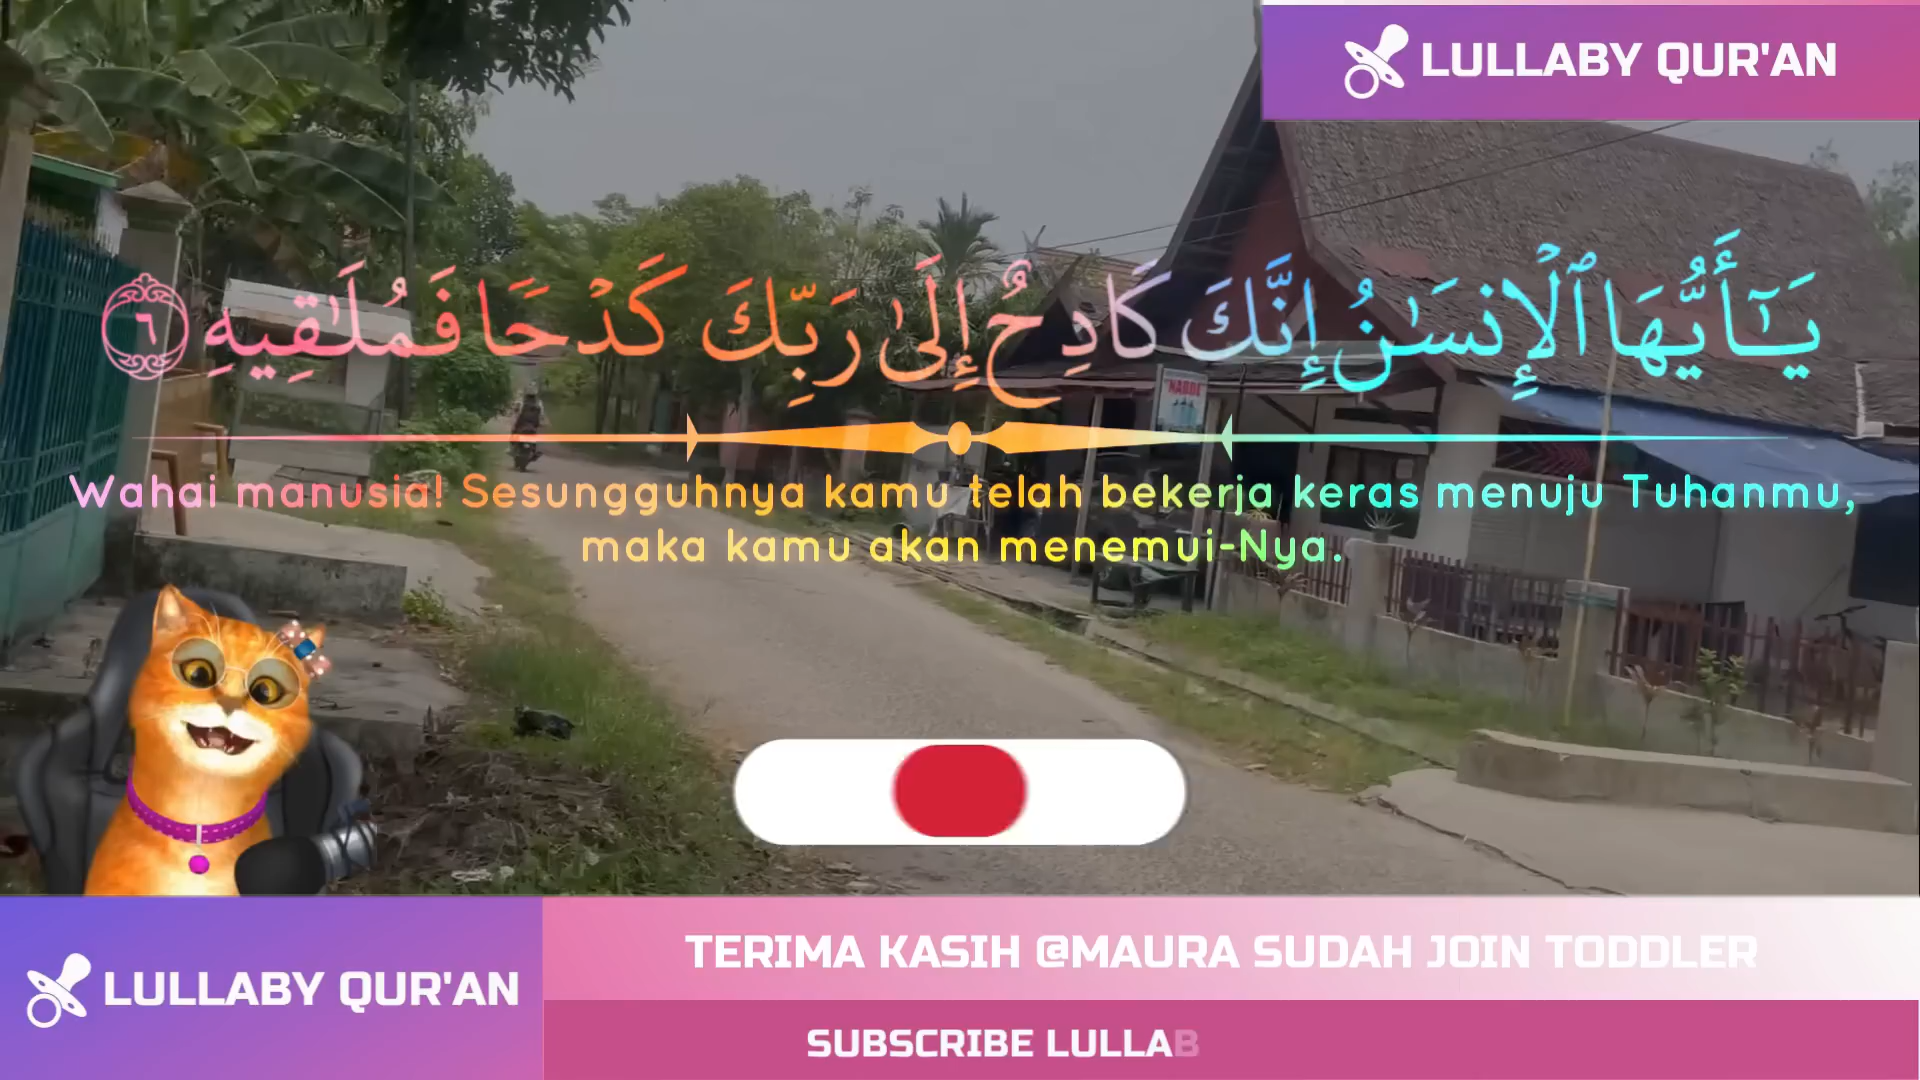 LULLABY QUR'AN
يَـٰٓأَيُّهَا ٱلْإِنسَـٰنُ إِنَّكَ كَادِحٌ إِلَىٰ رَبِّكَ كَدْحًا فَمُلَـٰقِيهِ ٦
Wahai manusia! Sesungguhnya kamu telah bekerja keras menuju Tuhanmu,
maka kamu akan menemui-Nya.
LULLABY QUR'AN
TERIMA KASIH @MAURA SUDAH JOIN TODDLER
SUBSCRIBE LULLAB